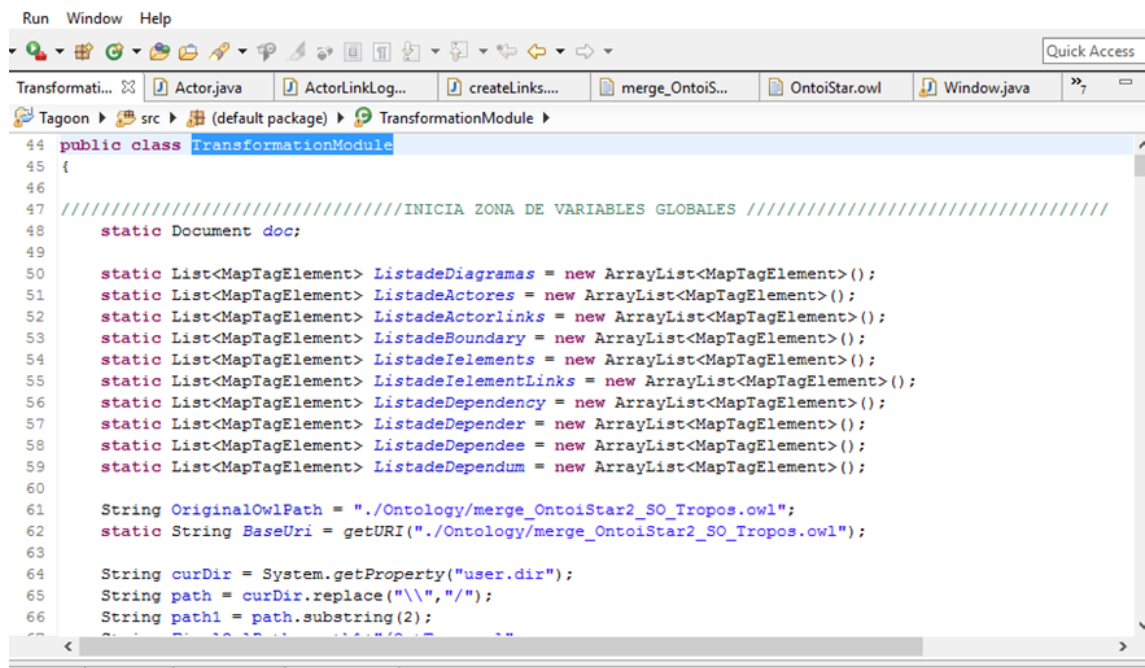 Run Window Help
Quick Access
Transformati... Actor.java ActorLinkLog... createLinks.... merge_OntoiS... OntoiStar.owl Window.java »7
Tagoon src (default package) TransformationModule
44 public class TransformationModule
45 {
46
47 //////////////////////////////////INICIA ZONA DE VARIABLES GLOBALES ////////////////////////////////////
48 static Document doc;
49
50 static List<MapTagElement> ListadeDiagramas = new ArrayList<MapTagElement>();
51 static List<MapTagElement> ListadeActores = new ArrayList<MapTagElement>();
52 static List<MapTagElement> ListadeActorlinks = new ArrayList<MapTagElement>();
53 static List<MapTagElement> ListadeBoundary = new ArrayList<MapTagElement>();
54 static List<MapTagElement> ListadeIelements = new ArrayList<MapTagElement>();
55 static List<MapTagElement> ListadeIelementLinks = new ArrayList<MapTagElement>();
56 static List<MapTagElement> ListadeDependency = new ArrayList<MapTagElement>();
57 static List<MapTagElement> ListadeDepender = new ArrayList<MapTagElement>();
58 static List<MapTagElement> ListadeDependee = new ArrayList<MapTagElement>();
59 static List<MapTagElement> ListadeDependum = new ArrayList<MapTagElement>();
60
61 String OriginalOwlPath = "./Ontology/merge_OntoiStar2_SO_Tropos.owl";
62 static String BaseUri = getURI("./Ontology/merge_OntoiStar2_SO_Tropos.owl");
63
64 String curDir = System.getProperty("user.dir");
65 String path = curDir.replace("\\","/");
66 String path1 = path.substring(2);